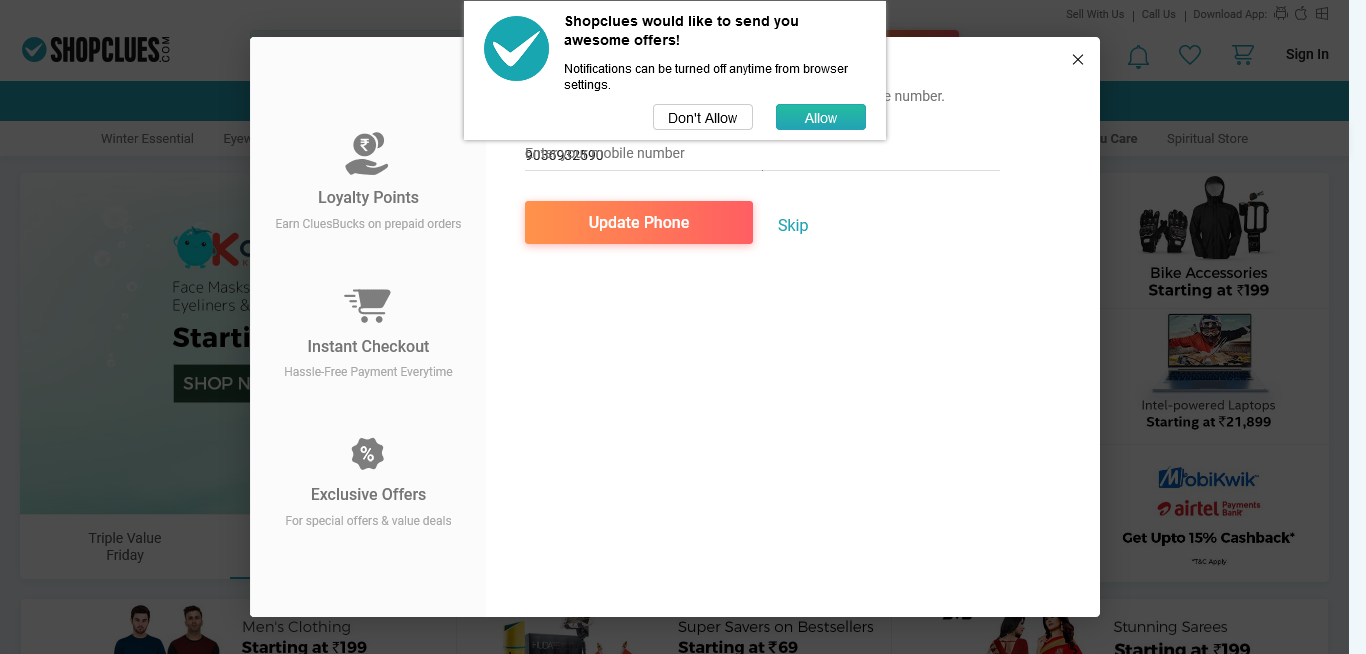 Sell With Us | Call Us | Download App:
SHOPCLUES.COM
Sign In
Shopclues would like to send you
awesome offers!
Notifications can be turned off anytime from browser
settings.
Don't Allow
Allow
e number.
Winter Essential
Eyew
u Care
Spiritual Store
9036932590
mobile number
Update Phone
Skip
Loyalty Points
Earn CluesBucks on prepaid orders
Instant Checkout
Hassle-Free Payment Everytime
Exclusive Offers
For special offers & value deals
Face Masks
Eyeliners &
Starti
SHOP N
Triple Value
Friday
Bike Accessories
Starting at ₹199
Intel-powered Laptops
Starting at ₹21,899
MobiKwik
airtel Payments
Bank
Get Upto 15% Cashback*
*T&C Apply
Men's Clothing
Starting at ₹199
Super Savers on Bestsellers
Starting at ₹69
Stunning Sarees
Starting at ₹199